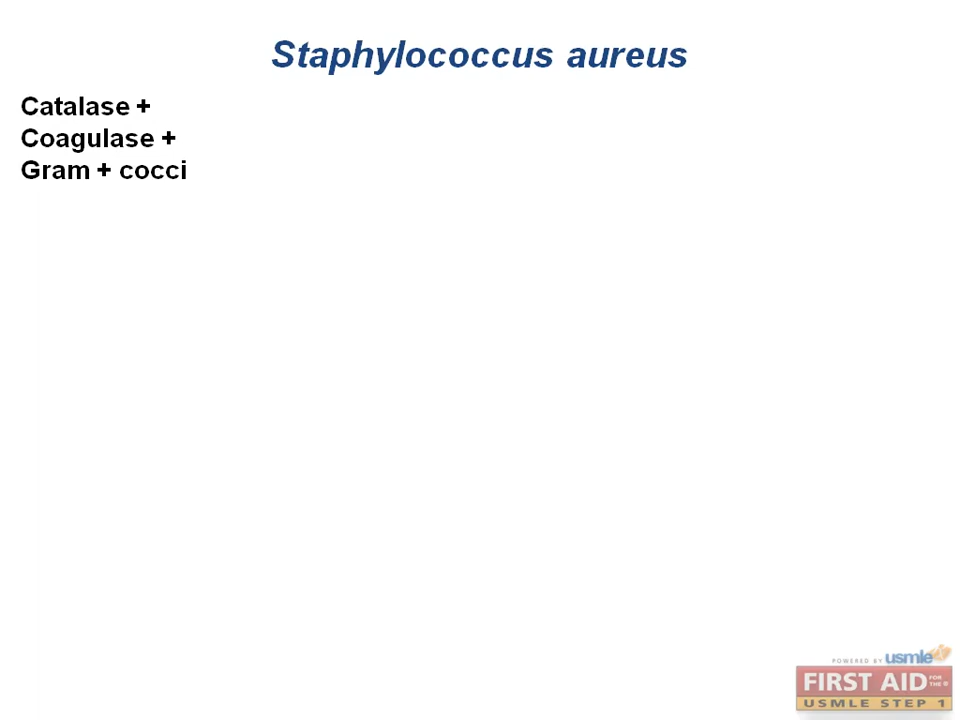 Staphylococcus aureus
Catalase +
Coagulase +
Gram + cocci
POWERED BY usmle
FIRST AID FOR THE®
USMLE STEP 1